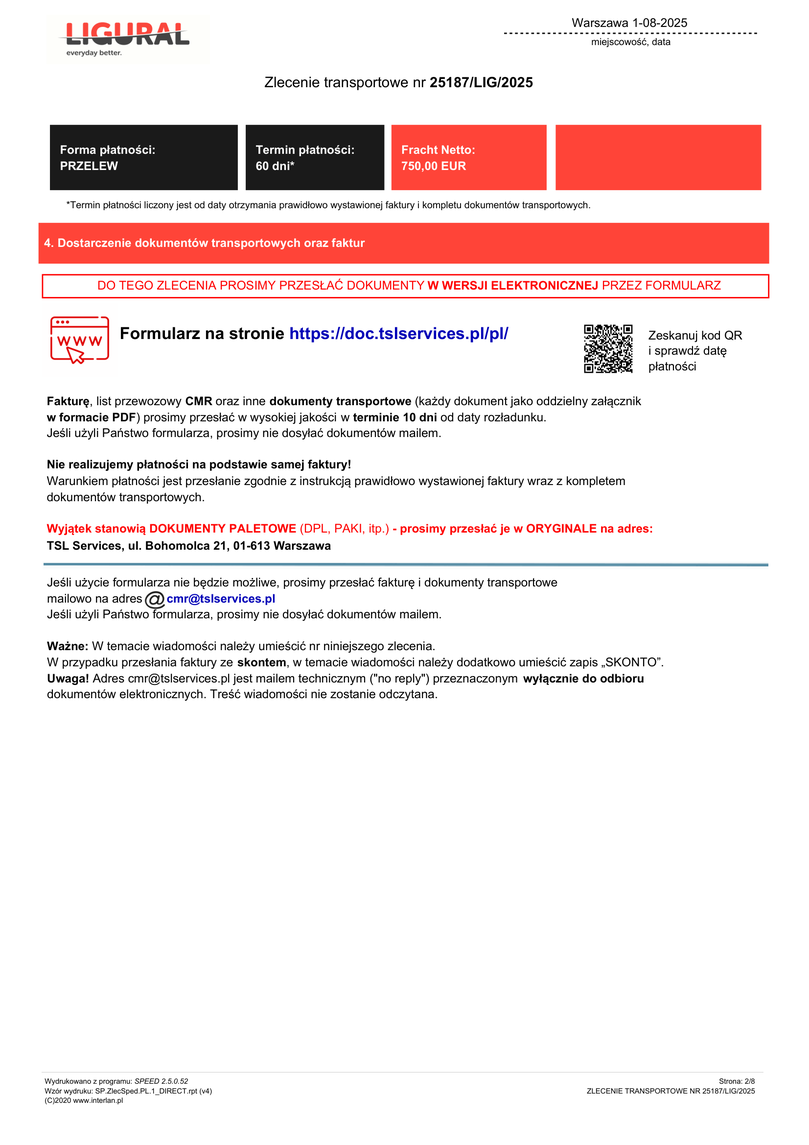 LIGURAL
everyday better.
Warszawa 1-08-2025
miejscowość, data
Zlecenie transportowe nr 25187/LIG/2025
Forma płatności:
PRZELEW
Termin płatności:
60 dni*
Fracht Netto:
750,00 EUR
*Termin płatności liczony jest od daty otrzymania prawidłowo wystawionej faktury i kompletu dokumentów transportowych.
4. Dostarczenie dokumentów transportowych oraz faktur
DO TEGO ZLECENIA PROSIMY PRZESŁAĆ DOKUMENTY W WERSJI ELEKTRONICZNEJ PRZEZ FORMULARZ
www
Formularz na stronie https://doc.tslservices.pl/pl/
Zeskanuj kod QR
i sprawdź datę
płatności
Fakturę, list przewozowy CMR oraz inne dokumenty transportowe (każdy dokument jako oddzielny załącznik
w formacie PDF) prosimy przesłać w wysokiej jakości w terminie 10 dni od daty rozładunku.
Jeśli użyli Państwo formularza, prosimy nie dosyłać dokumentów mailem.
Nie realizujemy płatności na podstawie samej faktury!
Warunkiem płatności jest przesłanie zgodnie z instrukcją prawidłowo wystawionej faktury wraz z kompletem
dokumentów transportowych.
Wyjątek stanowią DOKUMENTY PALETOWE (DPL, PAKI, itp.) - prosimy przesłać je w ORYGINALE na adres:
TSL Services, ul. Bohomolca 21, 01-613 Warszawa
Jeśli użycie formularza nie będzie możliwe, prosimy przesłać fakturę i dokumenty transportowe
mailowo na adres @ cmr@tslservices.pl
Jeśli użyli Państwo formularza, prosimy nie dosyłać dokumentów mailem.
Ważne: W temacie wiadomości należy umieścić nr niniejszego zlecenia.
W przypadku przesłania faktury ze skontem, w temacie wiadomości należy dodatkowo umieścić zapis „SKONTO”.
Uwaga! Adres cmr@tslservices.pl jest mailem technicznym ("no reply") przeznaczonym wyłącznie do odbioru
dokumentów elektronicznych. Treść wiadomości nie zostanie odczytana.
Wydrukowano z programu: SPEED 2.5.0.52
Wzór wydruku: SP.ZlecSped.PL.1_DIRECT.rpt (v4)
(C)2020 www.interlan.pl
Strona: 2/8
ZLECENIE TRANSPORTOWE NR 25187/LIG/2025